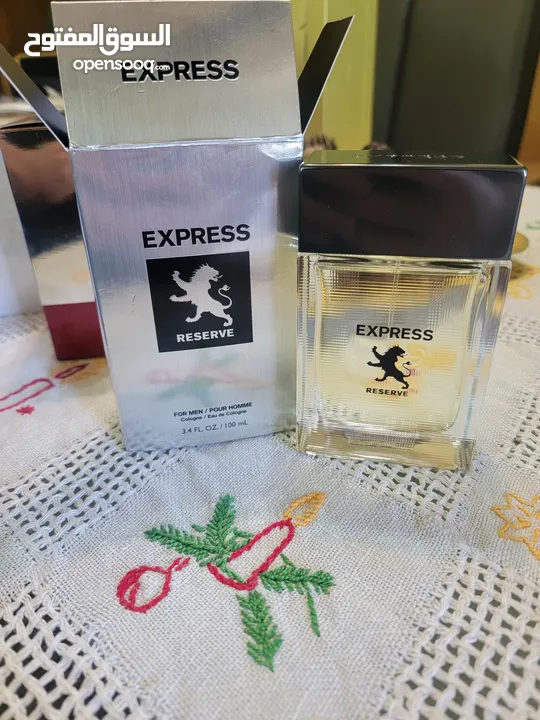 السوق المفتوح
opensooq.com
EXPRESS
EXPRESS
RESERVE
FOR MEN / POUR HOMME
Cologne / Eau de Cologne
3.4 FL. OZ. / 100 mL
EXPRESS
RESERVE